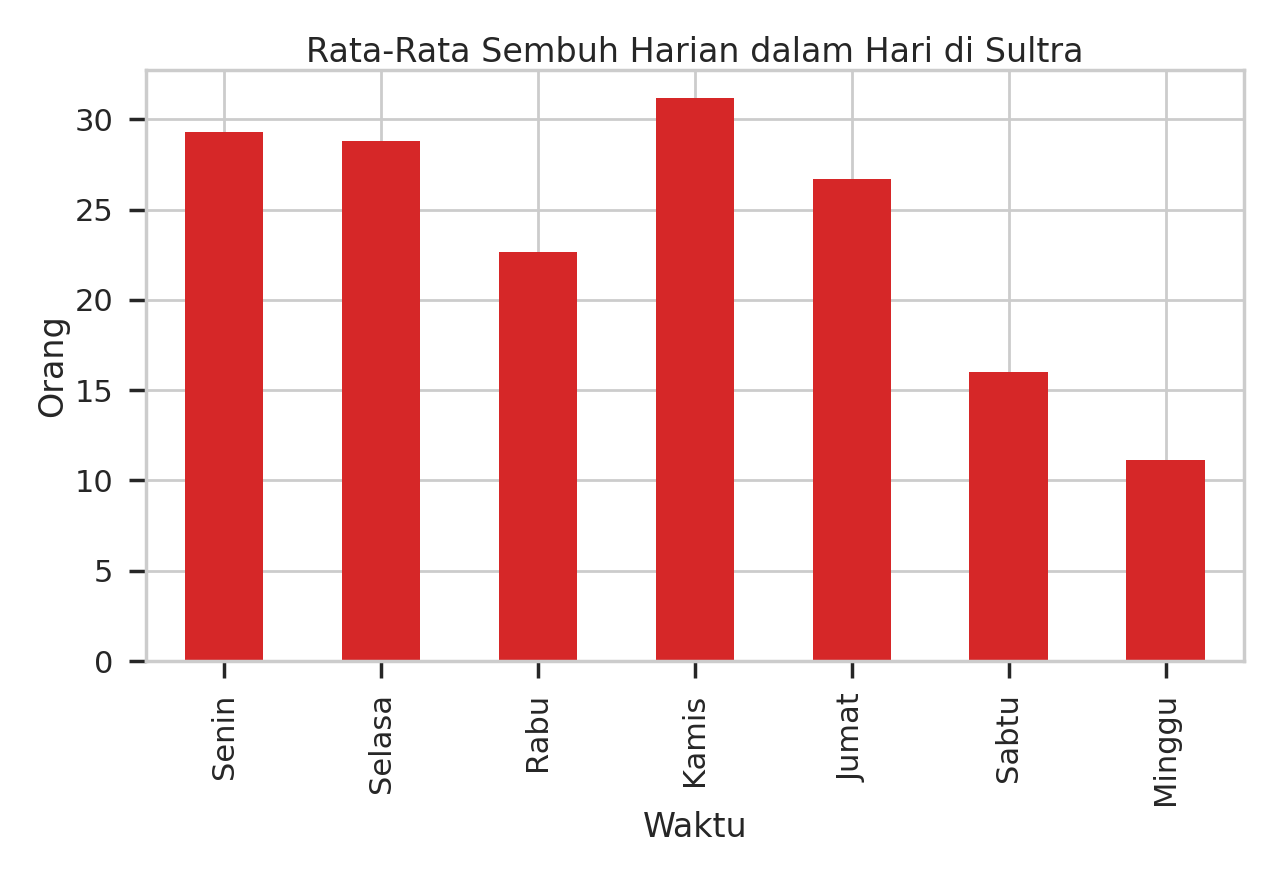 Rata-Rata Sembuh Harian dalam Hari di Sultra
Orang
30
25
20
15
10
5
0
Senin
Selasa
Rabu
Kamis
Jumat
Sabtu
Minggu
Waktu